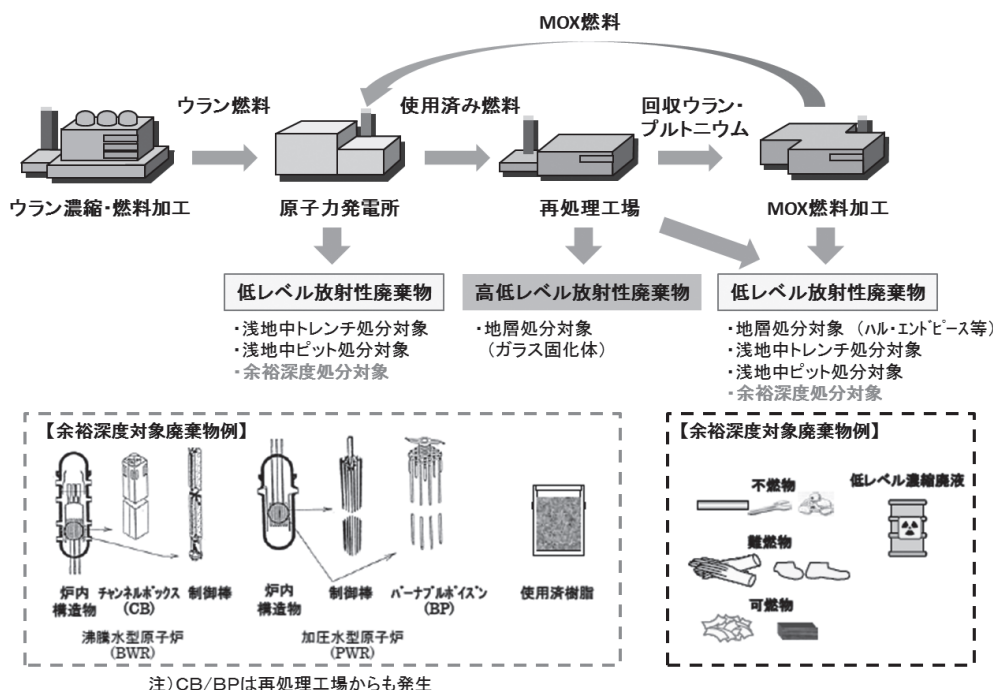 MOX燃料
ウラン燃料
使用済み燃料
回収ウラン・
プルトニウム
ウラン濃縮・燃料加工
原子力発電所
再処理工場
MOX燃料加工
低レベル放射性廃棄物
・浅地中トレンチ処分対象
・浅地中ピット処分対象
・余裕深度処分対象
高低レベル放射性廃棄物
・地層処分対象
(ガラス固化体)
低レベル放射性廃棄物
・地層処分対象 (ハル・エンドピース等)
・浅地中トレンチ処分対象
・浅地中ピット処分対象
・余裕深度処分対象
【余裕深度対象廃棄物例】
炉内
構造物
チャンネルボックス
(CB)
制御棒
沸騰水型原子炉
(BWR)
炉内
構造物
制御棒
バーナブルポイズン
(BP)
加圧水型原子炉
(PWR)
使用済樹脂
【余裕深度対象廃棄物例】
不燃物
難燃物
可燃物
低レベル濃縮廃液
注)CB/BPは再処理工場からも発生